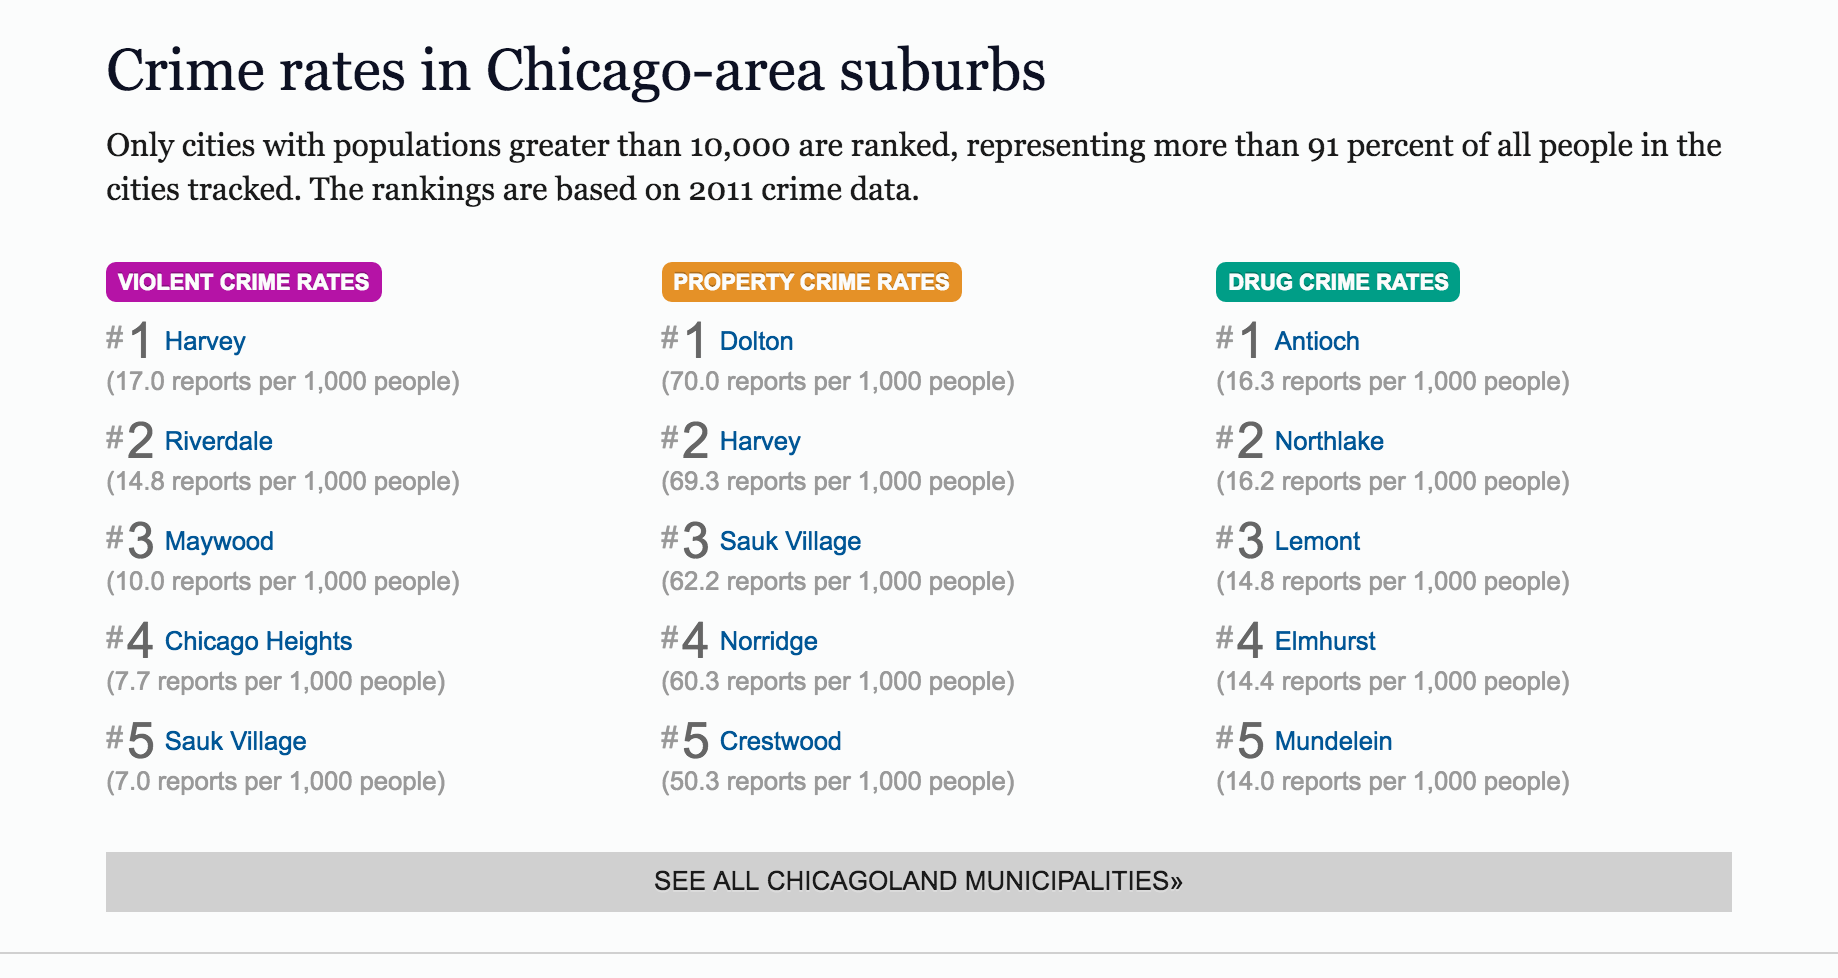 Crime rates in Chicago-area suburbs
Only cities with populations greater than 10,000 are ranked, representing more than 91 percent of all people in the
cities tracked. The rankings are based on 2011 crime data.
VIOLENT CRIME RATES
#1 Harvey
(17.0 reports per 1,000 people)
#2 Riverdale
(14.8 reports per 1,000 people)
#3 Maywood
(10.0 reports per 1,000 people)
#4 Chicago Heights
(7.7 reports per 1,000 people)
#5 Sauk Village
(7.0 reports per 1,000 people)
PROPERTY CRIME RATES
#1 Dolton
(70.0 reports per 1,000 people)
#2 Harvey
(69.3 reports per 1,000 people)
#3 Sauk Village
(62.2 reports per 1,000 people)
#4 Norridge
(60.3 reports per 1,000 people)
#5 Crestwood
(50.3 reports per 1,000 people)
DRUG CRIME RATES
#1 Antioch
(16.3 reports per 1,000 people)
#2 Northlake
(16.2 reports per 1,000 people)
#3 Lemont
(14.8 reports per 1,000 people)
#4 Elmhurst
(14.4 reports per 1,000 people)
#5 Mundelein
(14.0 reports per 1,000 people)
SEE ALL CHICAGOLAND MUNICIPALITIES»